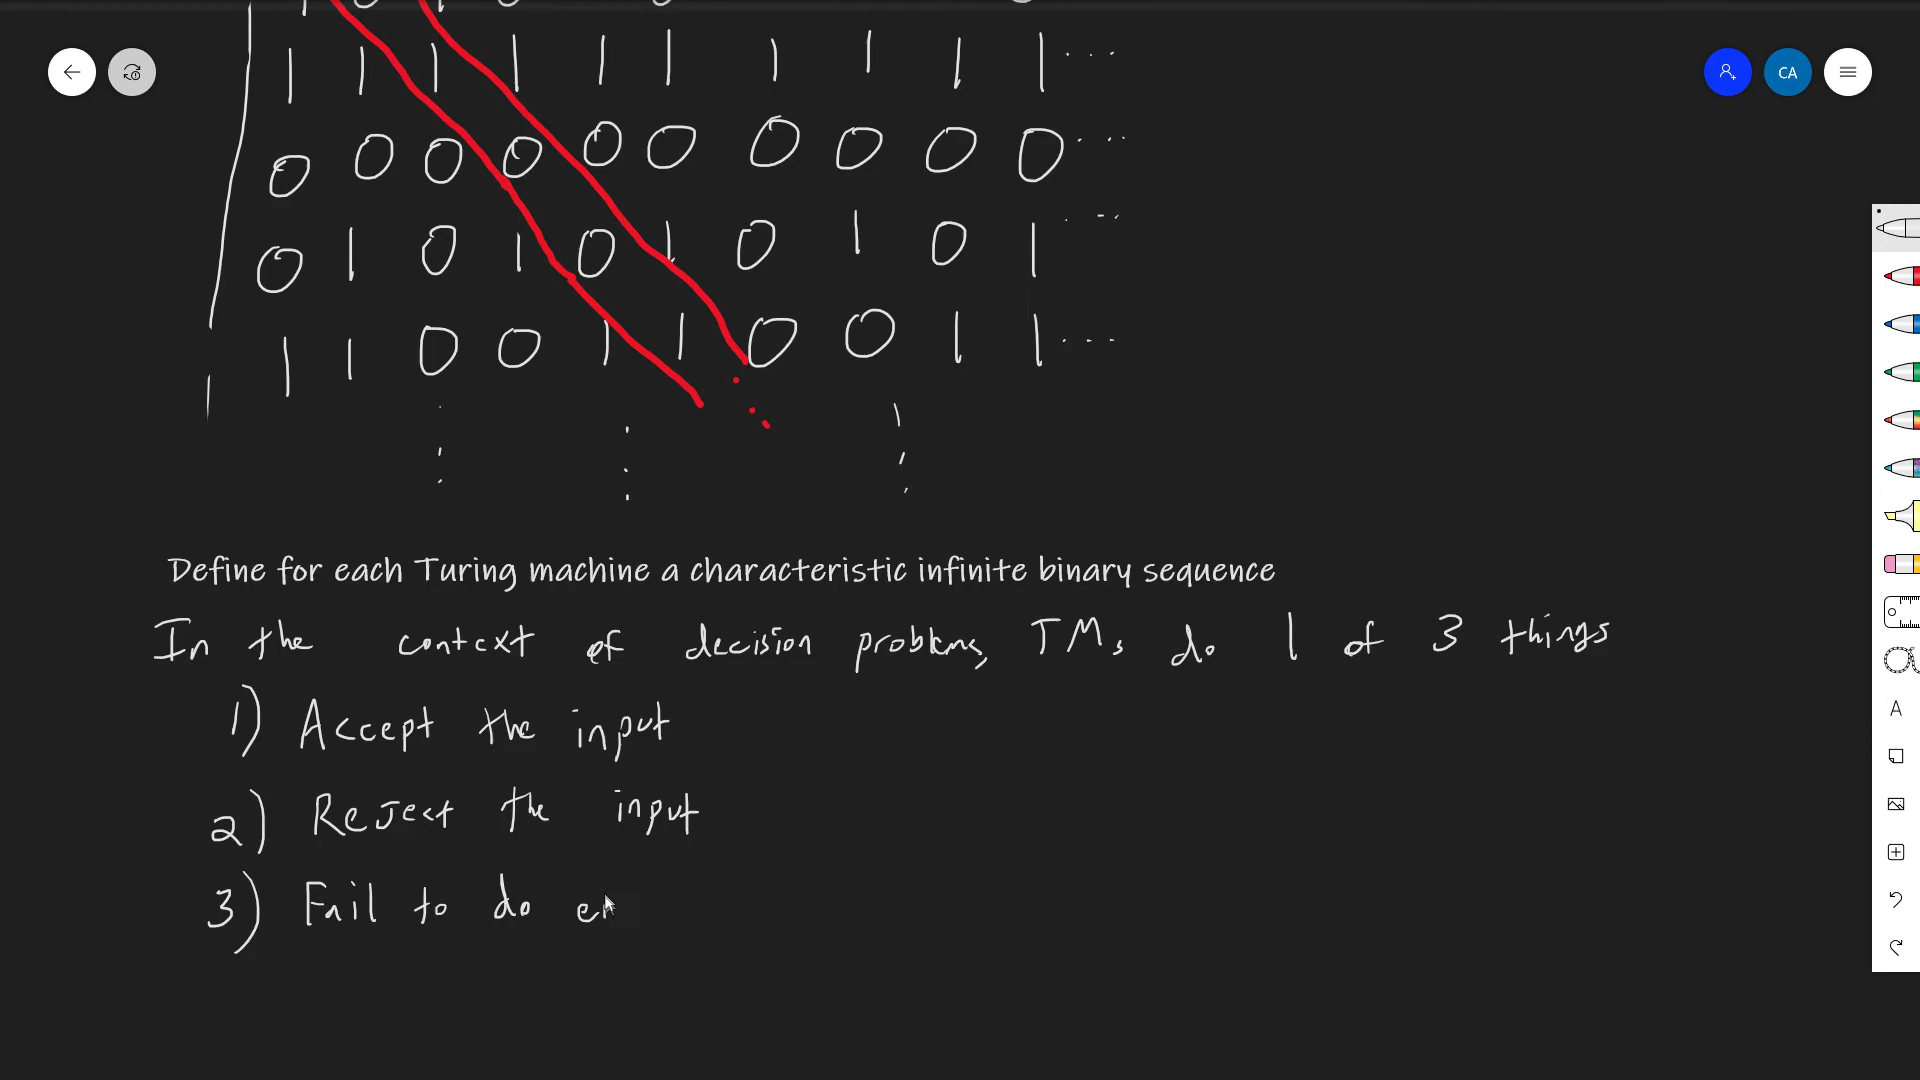 1 1 1 1 1 1 1 1 1 1 ...
CA
0 0 0 0 0 0 0 0 0 0 ...
0 1 0 1 0 1 0 1 0 1 ...
1 1 0 0 1 1 0 0 1 1 ...
Define for each Turing machine a characteristic infinite binary sequence
In the context of decision problems, TMs do 1 of 3 things
1) Accept the input
2) Reject the input
3) Fail to do
A